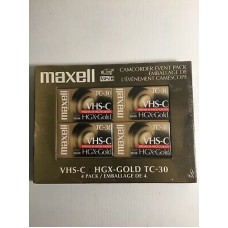 maxell
VHSC
CAMCORDER EVENT PACK
EMBALLAGE DE
L'ÉVÉNEMENT CAMÉSCOPE
maxell
TC-30
VHS-C
HGX-Gold
maxell
TC-30
VHS-C
HGX-Gold
maxell
TC-30
VHS-C
HGX-Gold
maxell
TC-30
VHS-C
HGX-Gold
VHS-C HGX-GOLD TC-30
4 PACK / EMBALLAGE DE 4